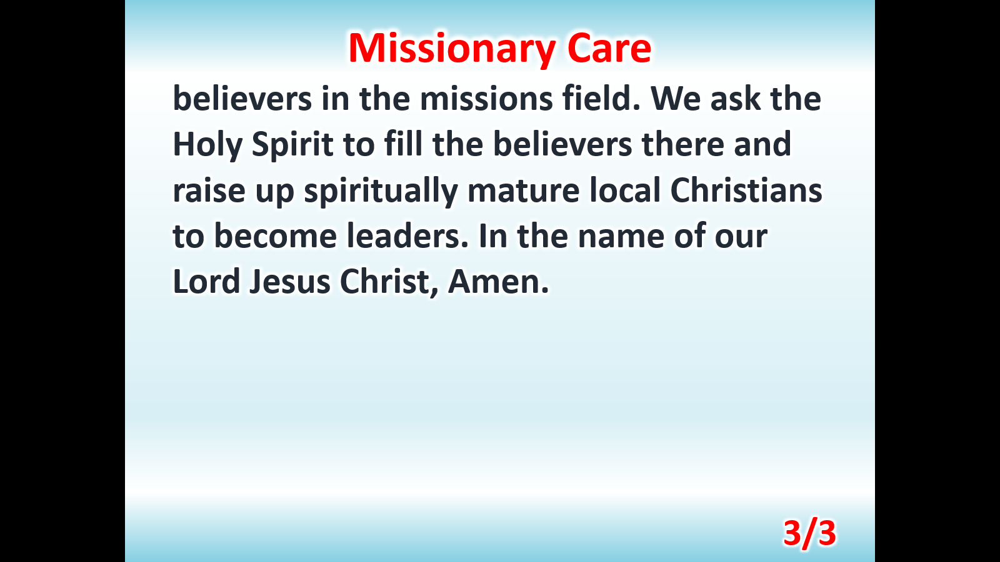 Missionary Care
believers in the missions field. We ask the
Holy Spirit to fill the believers there and
raise up spiritually mature local Christians
to become leaders. In the name of our
Lord Jesus Christ, Amen.
3/3